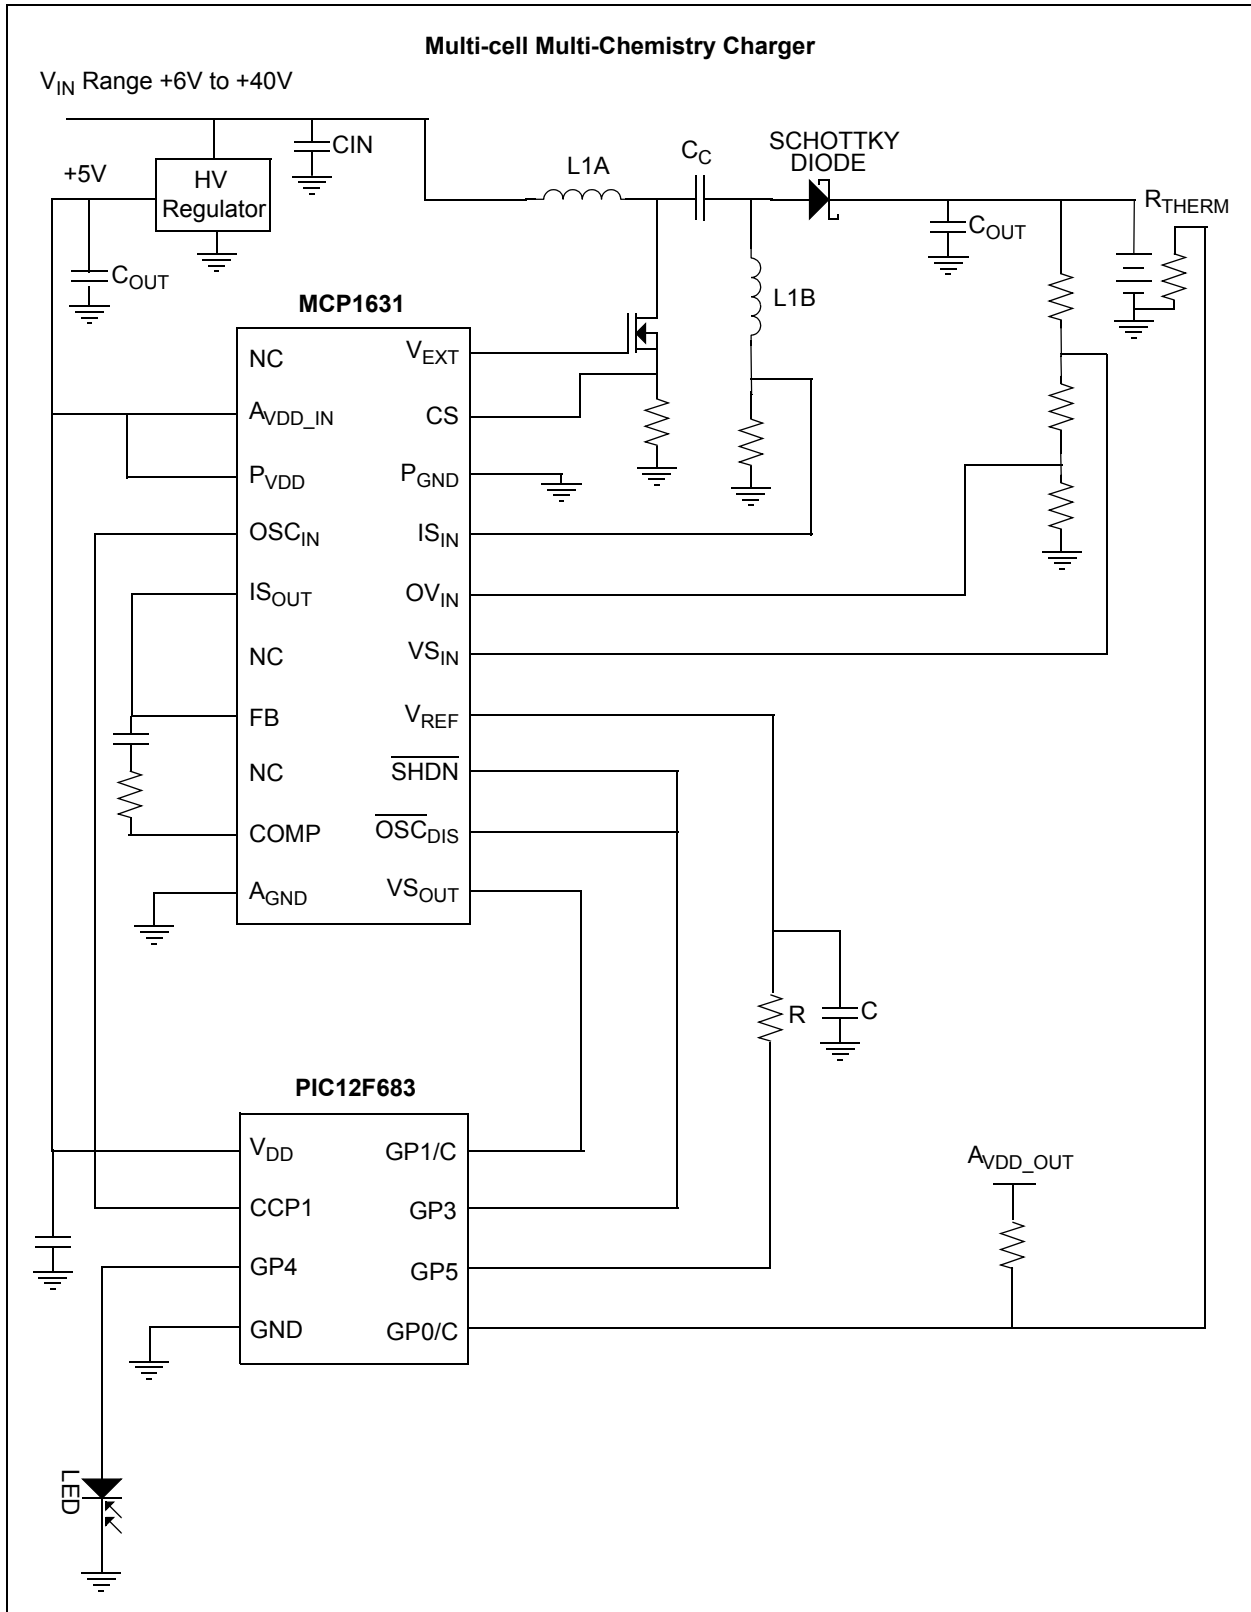 Multi-cell Multi-Chemistry Charger
VIN Range +6V to +40V
CIN
SCHOTTKY
DIODE
CC
L1A
+5V
HV
Regulator
RTHERM
COUT
COUT
L1B
MCP1631
NC
VEXT
AVDD_IN
CS
PVDD
PGND
OSCIN
ISIN
ISOUT
OVIN
NC
VSIN
FB
VREF
NC
SHDN
COMP
OSCDIS
AGND
VSOUT
R
C
PIC12F683
VDD
GP1/C
AVDD_OUT
CCP1
GP3
GP4
GP5
GND
GP0/C
LED